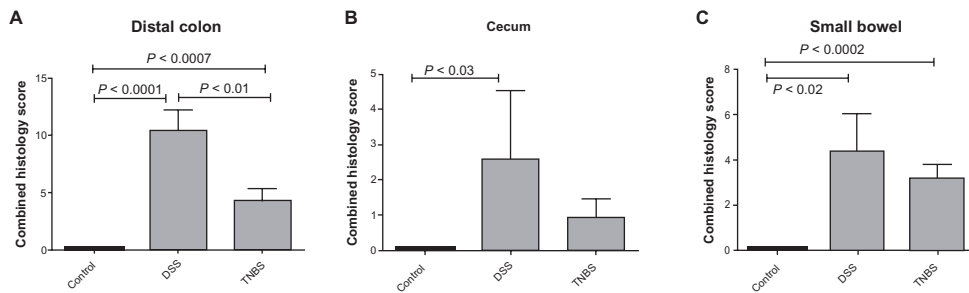 A
Distal colon
P < 0.0007
P < 0.0001
P < 0.01
15
10
5
0
Combined histology score
Control
DSS
TNBS
B
Cecum
P < 0.03
5
4
3
2
1
0
Combined histology score
Control
DSS
TNBS
C
Small bowel
P < 0.0002
P < 0.02
8
6
4
2
0
Combined histology score
Control
DSS
TNBS